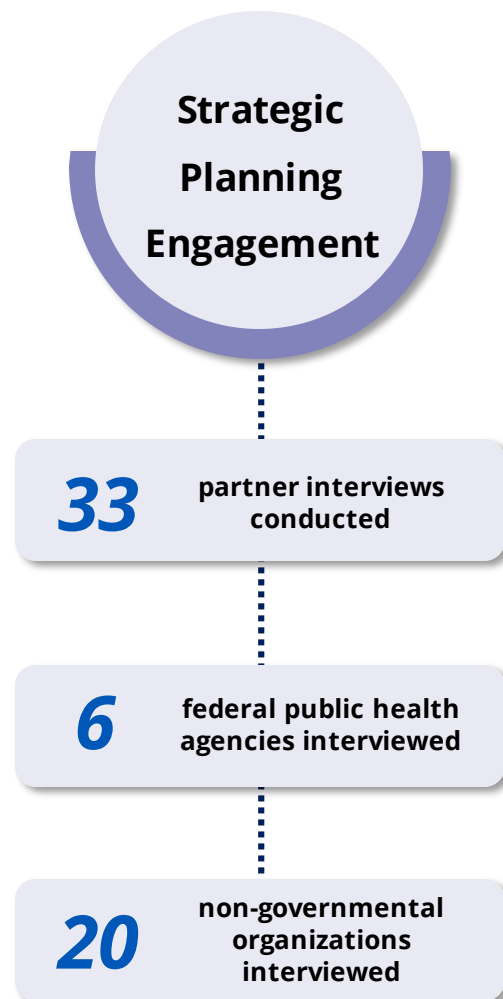 Strategic
Planning
Engagement
33
partner interviews
conducted
6
federal public health
agencies interviewed
20
non-governmental
organizations
interviewed